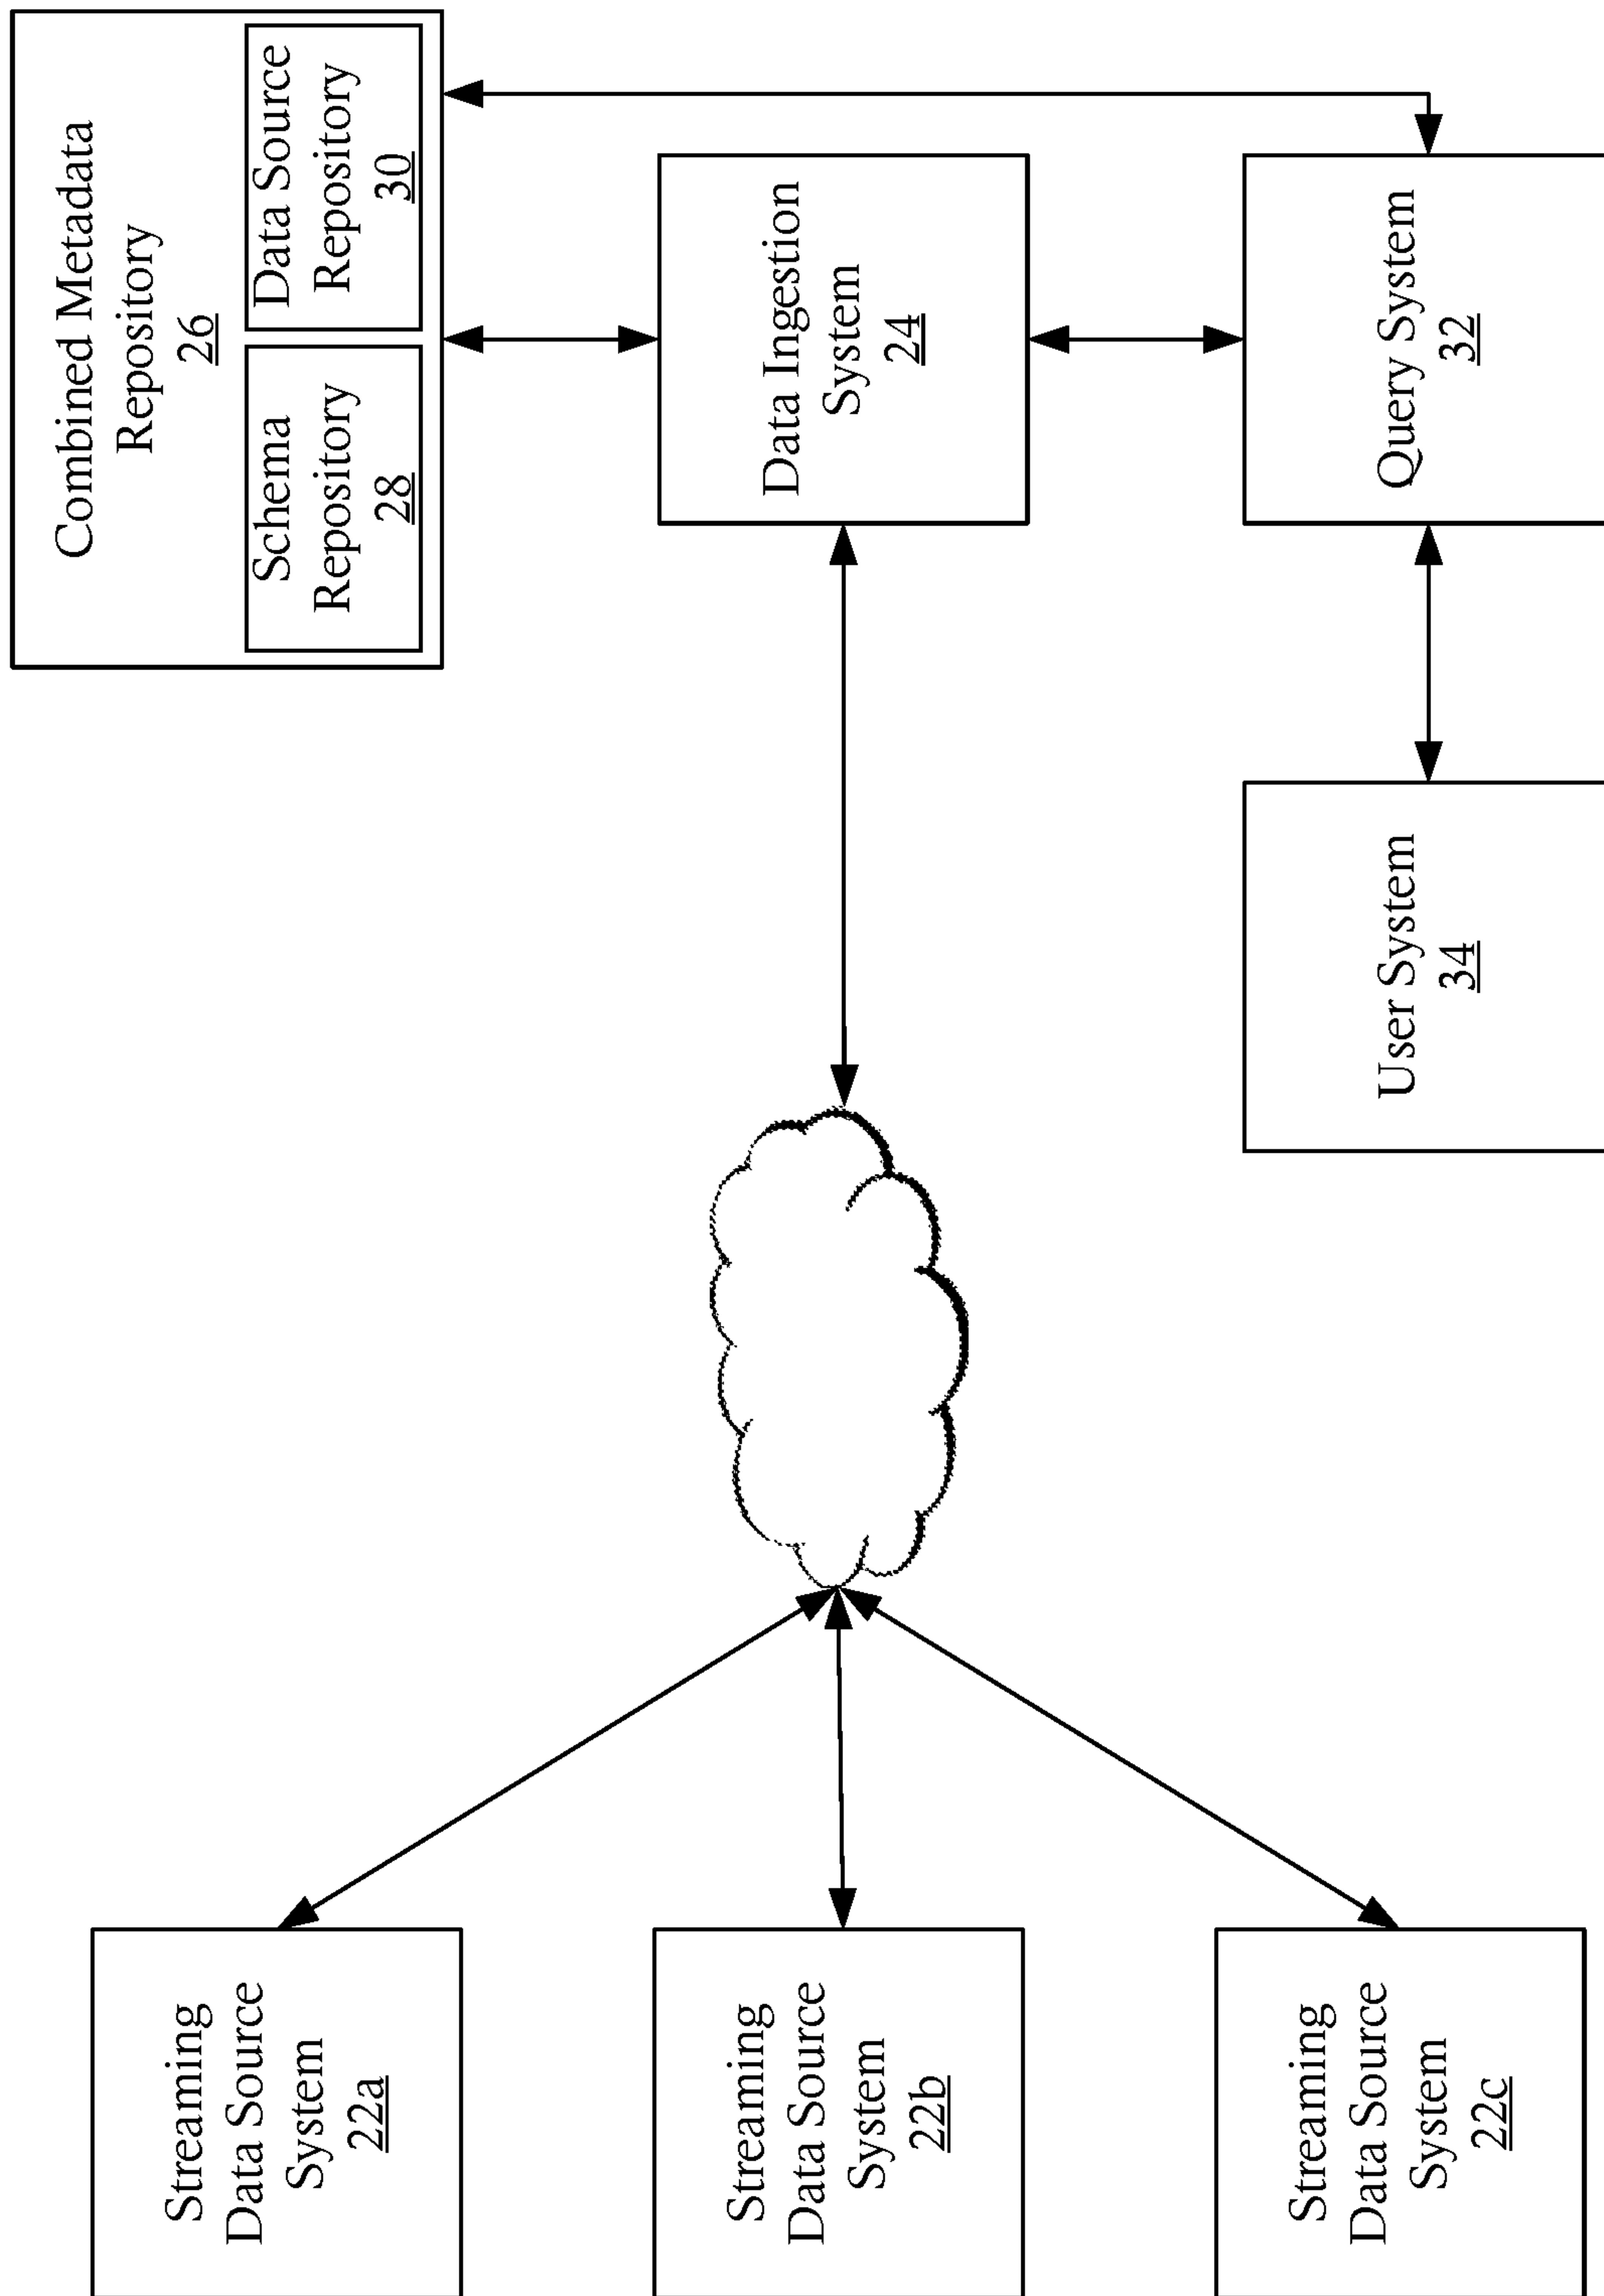 Streaming
Data Source
System
22a
Streaming
Data Source
System
22b
Streaming
Data Source
System
22c
Combined Metadata
Repository
26
Schema
Repository
28
Data Source
Repository
30
Data Ingestion
System
24
User System
34
Query System
32